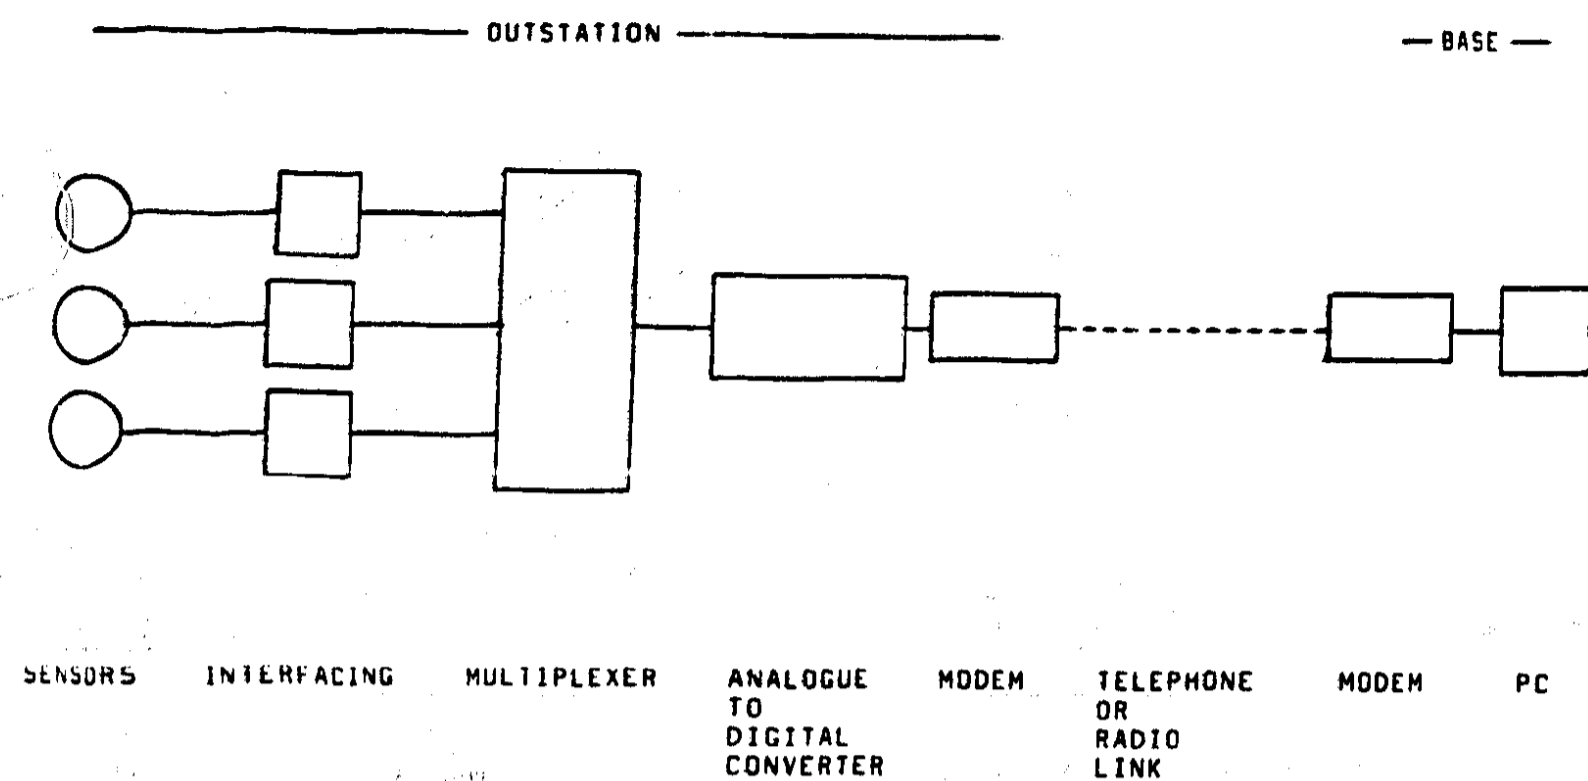 OUTSTATION
BASE
SENSORS
INTERFACING
MULTIPLEXER
ANALOGUE
TO
DIGITAL
CONVERTER
MODEM
TELEPHONE
OR
RADIO
LINK
MODEM
PC